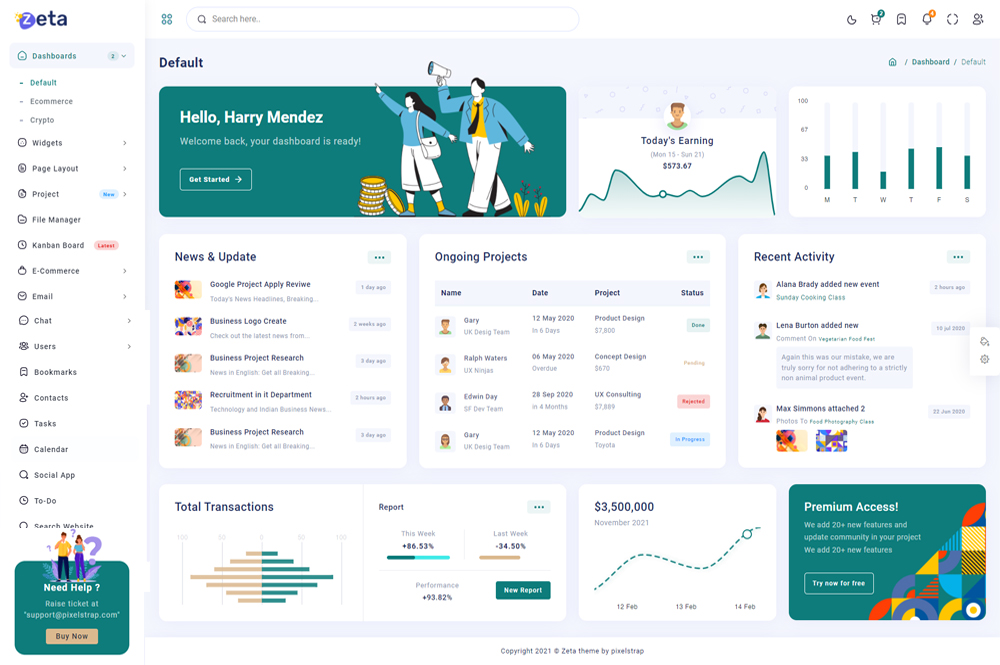 zeta
Search here..
2
4
Dashboards
2
Default
Ecommerce
Crypto
Widgets
Page Layout
Project
New
File Manager
Kanban Board
Latest
E-Commerce
Email
Chat
Users
Bookmarks
Contacts
Tasks
Calendar
Social App
To-Do
Search Website
Need Help ?
Raise ticket at
"support@pixelstrap.com"
Buy Now
Default
/ Dashboard / Default
Hello, Harry Mendez
Welcome back, your dashboard is ready!
Get Started
Today's Earning
(Mon 15 - Sun 21)
$573.67
100
67
33
0
M T W T F S
News & Update
Google Project Apply Reviwe
1 day ago
Today's News Headlines, Breaking...
Business Logo Create
2 weeks ago
Check out the latest news from...
Business Project Research
3 day ago
News in English: Get all Breaking...
Recruitment in it Department
2 hours ago
Technology and Indian Business News...
Business Project Research
3 day ago
News in English: Get all Breaking...
Ongoing Projects
Name Date Project Status
Gary 12 May 2020 Product Design Done
UK Desig Team In 6 Days $7,800
Ralph Waters 06 May 2020 Concept Design Pending
UX Ninjas Overdue $670
Edwin Day 28 Sep 2020 UX Consulting Rejected
SF Dev Team in 4 Months $7,889
Gary 12 May 2020 Product Design In Progress
UK Desig Team In 6 Days Toyota
Recent Activity
Alana Brady added new event
2 hours ago
Sunday Cooking Class
Lena Burton added new
10 jul 2020
Comment On Vegetarian Food Fest
Again this was our mistake, we are
truly sorry for not adhering to a strictly
non animal product event.
Max Simmons attached 2
22 Jun 2020
Photos To Food Photography Class
Total Transactions
100 50 0 50 100
Report
This Week
+86.53%
Last Week
-34.50%
Performance
+93.82%
New Report
$3,500,000
November 2021
12 Feb 13 Feb 14 Feb
Premium Access!
We add 20+ new features and
update community in your project
We add 20+ new features
Try now for free
Copyright 2021 © Zeta theme by pixelstrap